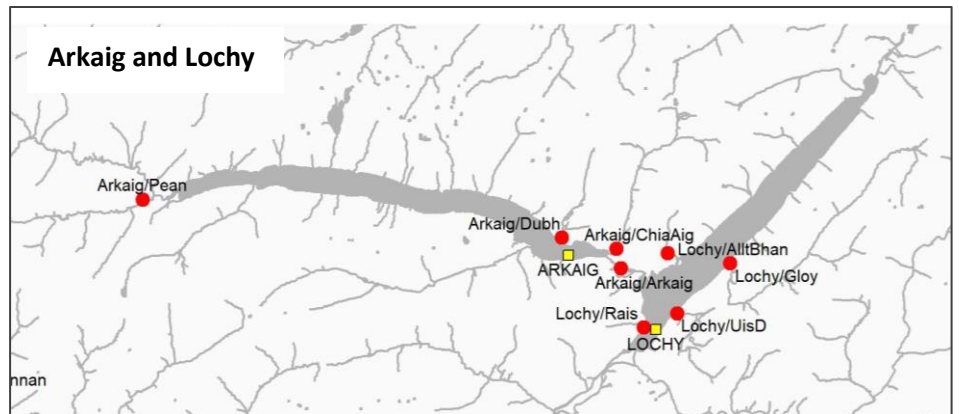 Arkaig and Lochy
Arkaig/Pean
Arkaig/Dubh
Arkaig/ChiaAig
Lochy/AlltBhan
ARKAIG
Arkaig/Arkaig
Lochy/Gloy
Lochy/Rais
Lochy/UisD
LOCHY
nnan